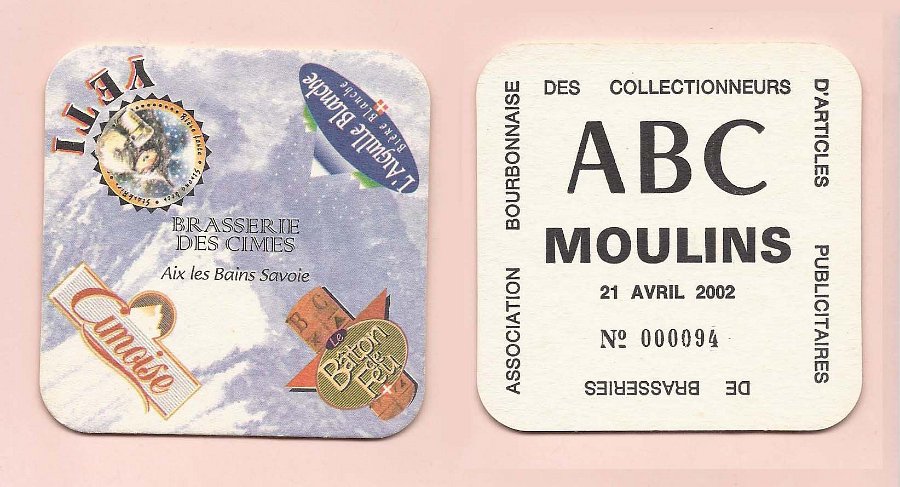 YETI
L'Aiguille Blanche
Bière Blanche
BRASSERIE
DES CIMES
Aix les Bains Savoie
Cimoise
B C
Le
Bâton
de
Feu
ASSOCIATION BOURBONNAISE
DES COLLECTIONNEURS
D'ARTICLES PUBLICITAIRES
DE BRASSERIES
ABC
MOULINS
21 AVRIL 2002
Nº 000094